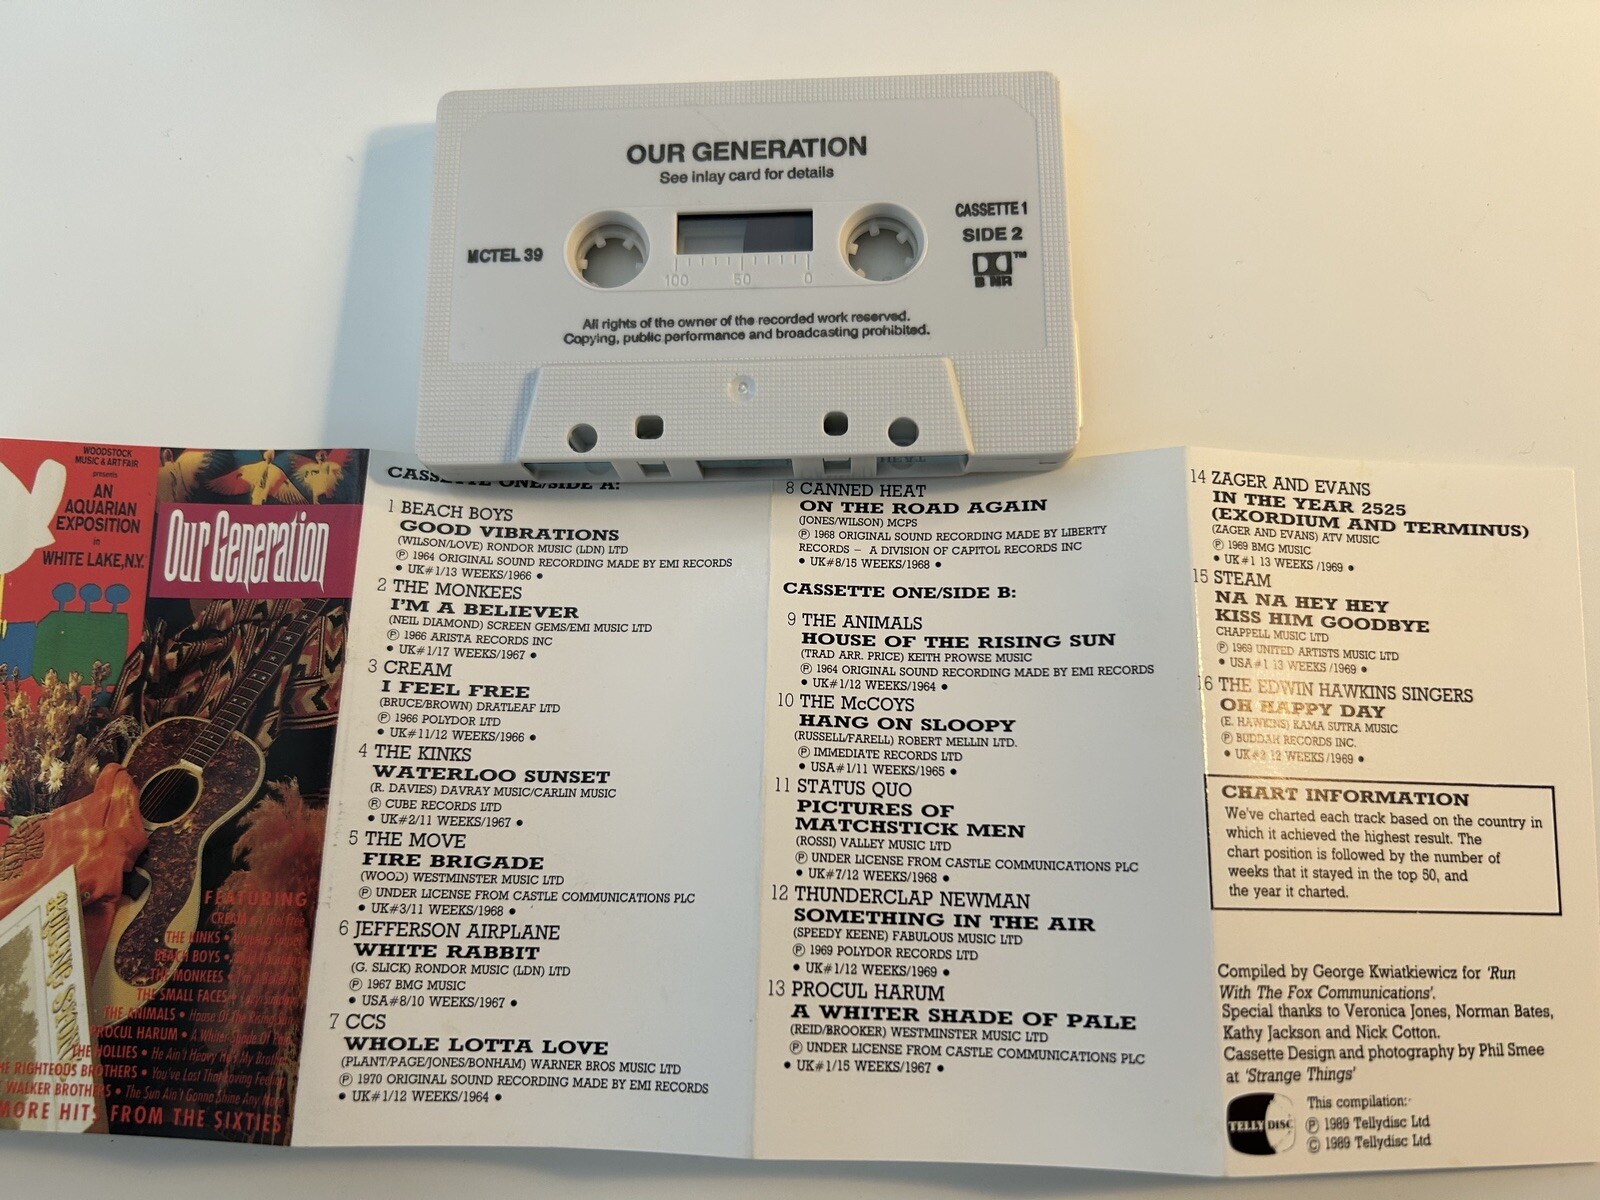 OUR GENERATION
See inlay card for details
MCTEL 39
CASSETTE 1
SIDE 2
™
B NR
100 50 0
All rights of the owner of the recorded work reserved.
Copying, public performance and broadcasting prohibited.
WOODSTOCK
MUSIC & ART FAIR
presents
AN
AQUARIAN
EXPOSITION
in
WHITE LAKE, N.Y.
Our Generation
FEATURING
CREAM • I Feel Free
THE KINKS • Waterloo Sunset
BEACH BOYS • Good Vibrations
THE MONKEES • I'm a Believer
THE SMALL FACES • Lazy Sunday
THE ANIMALS • House Of The Rising Sun
PROCUL HARUM • A Whiter Shade Of Pale
THE HOLLIES • He Ain't Heavy He's My Brother
HE RIGHTEOUS BROTHERS • You've Lost That Loving Feeling
WALKER BROTHERS • The Sun Ain't Gonna Shine Any More
MORE HITS FROM THE SIXTIES
CASSETTE ONE/SIDE A:
1 BEACH BOYS
GOOD VIBRATIONS
(WILSON/LOVE) RONDOR MUSIC (LDN) LTD
℗ 1964 ORIGINAL SOUND RECORDING MADE BY EMI RECORDS
• UK#1/13 WEEKS/1966 •
2 THE MONKEES
I'M A BELIEVER
(NEIL DIAMOND) SCREEN GEMS/EMI MUSIC LTD
℗ 1966 ARISTA RECORDS INC
• UK#1/17 WEEKS/1967 •
3 CREAM
I FEEL FREE
(BRUCE/BROWN) DRATLEAF LTD
℗ 1966 POLYDOR LTD
• UK#11/12 WEEKS/1966 •
4 THE KINKS
WATERLOO SUNSET
(R. DAVIES) DAVRAY MUSIC/CARLIN MUSIC
® CUBE RECORDS LTD
• UK#2/11 WEEKS/1967 •
5 THE MOVE
FIRE BRIGADE
(WOOD) WESTMINSTER MUSIC LTD
℗ UNDER LICENSE FROM CASTLE COMMUNICATIONS PLC
• UK#3/11 WEEKS/1968 •
6 JEFFERSON AIRPLANE
WHITE RABBIT
(G. SLICK) RONDOR MUSIC (LDN) LTD
℗ 1967 BMG MUSIC
• USA#8/10 WEEKS/1967 •
7 CCS
WHOLE LOTTA LOVE
(PLANT/PAGE/JONES/BONHAM) WARNER BROS MUSIC LTD
℗ 1970 ORIGINAL SOUND RECORDING MADE BY EMI RECORDS
• UK#1/12 WEEKS/1964 •
8 CANNED HEAT
ON THE ROAD AGAIN
(JONES/WILSON) MCPS
℗ 1968 ORIGINAL SOUND RECORDING MADE BY LIBERTY
RECORDS – A DIVISION OF CAPITOL RECORDS INC
• UK#8/15 WEEKS/1968 •
CASSETTE ONE/SIDE B:
9 THE ANIMALS
HOUSE OF THE RISING SUN
(TRAD ARR. PRICE) KEITH PROWSE MUSIC
℗ 1964 ORIGINAL SOUND RECORDING MADE BY EMI RECORDS
• UK#1/12 WEEKS/1964 •
10 THE McCOYS
HANG ON SLOOPY
(RUSSELL/FARELL) ROBERT MELLIN LTD.
℗ IMMEDIATE RECORDS LTD
• USA#1/11 WEEKS/1965 •
11 STATUS QUO
PICTURES OF
MATCHSTICK MEN
(ROSSI) VALLEY MUSIC LTD
℗ UNDER LICENSE FROM CASTLE COMMUNICATIONS PLC
• UK#7/12 WEEKS/1968 •
12 THUNDERCLAP NEWMAN
SOMETHING IN THE AIR
(SPEEDY KEENE) FABULOUS MUSIC LTD
℗ 1969 POLYDOR RECORDS LTD
• UK#1/12 WEEKS/1969 •
13 PROCUL HARUM
A WHITER SHADE OF PALE
(REID/BROOKER) WESTMINSTER MUSIC LTD
℗ UNDER LICENSE FROM CASTLE COMMUNICATIONS PLC
• UK#1/15 WEEKS/1967 •
14 ZAGER AND EVANS
IN THE YEAR 2525
(EXORDIUM AND TERMINUS)
(ZAGER AND EVANS) ATV MUSIC
℗ 1969 BMG MUSIC
• UK#1 13 WEEKS /1969 •
15 STEAM
NA NA HEY HEY
KISS HIM GOODBYE
CHAPPELL MUSIC LTD
℗ 1969 UNITED ARTISTS MUSIC LTD
• USA#1 13 WEEKS /1969 •
16 THE EDWIN HAWKINS SINGERS
OH HAPPY DAY
(E. HAWKINS) KAMA SUTRA MUSIC
℗ BUDDAH RECORDS INC.
• UK#2 12 WEEKS/1969 •
CHART INFORMATION
We've charted each track based on the country in
which it achieved the highest result. The
chart position is followed by the number of
weeks that it stayed in the top 50, and
the year it charted.
Compiled by George Kwiatkiewicz for 'Run
With The Fox Communications'.
Special thanks to Veronica Jones, Norman Bates,
Kathy Jackson and Nick Cotton.
Cassette Design and photography by Phil Smee
at 'Strange Things'
TELLY DISC
This compilation:
℗ 1989 Tellydisc Ltd
© 1989 Tellydisc Ltd